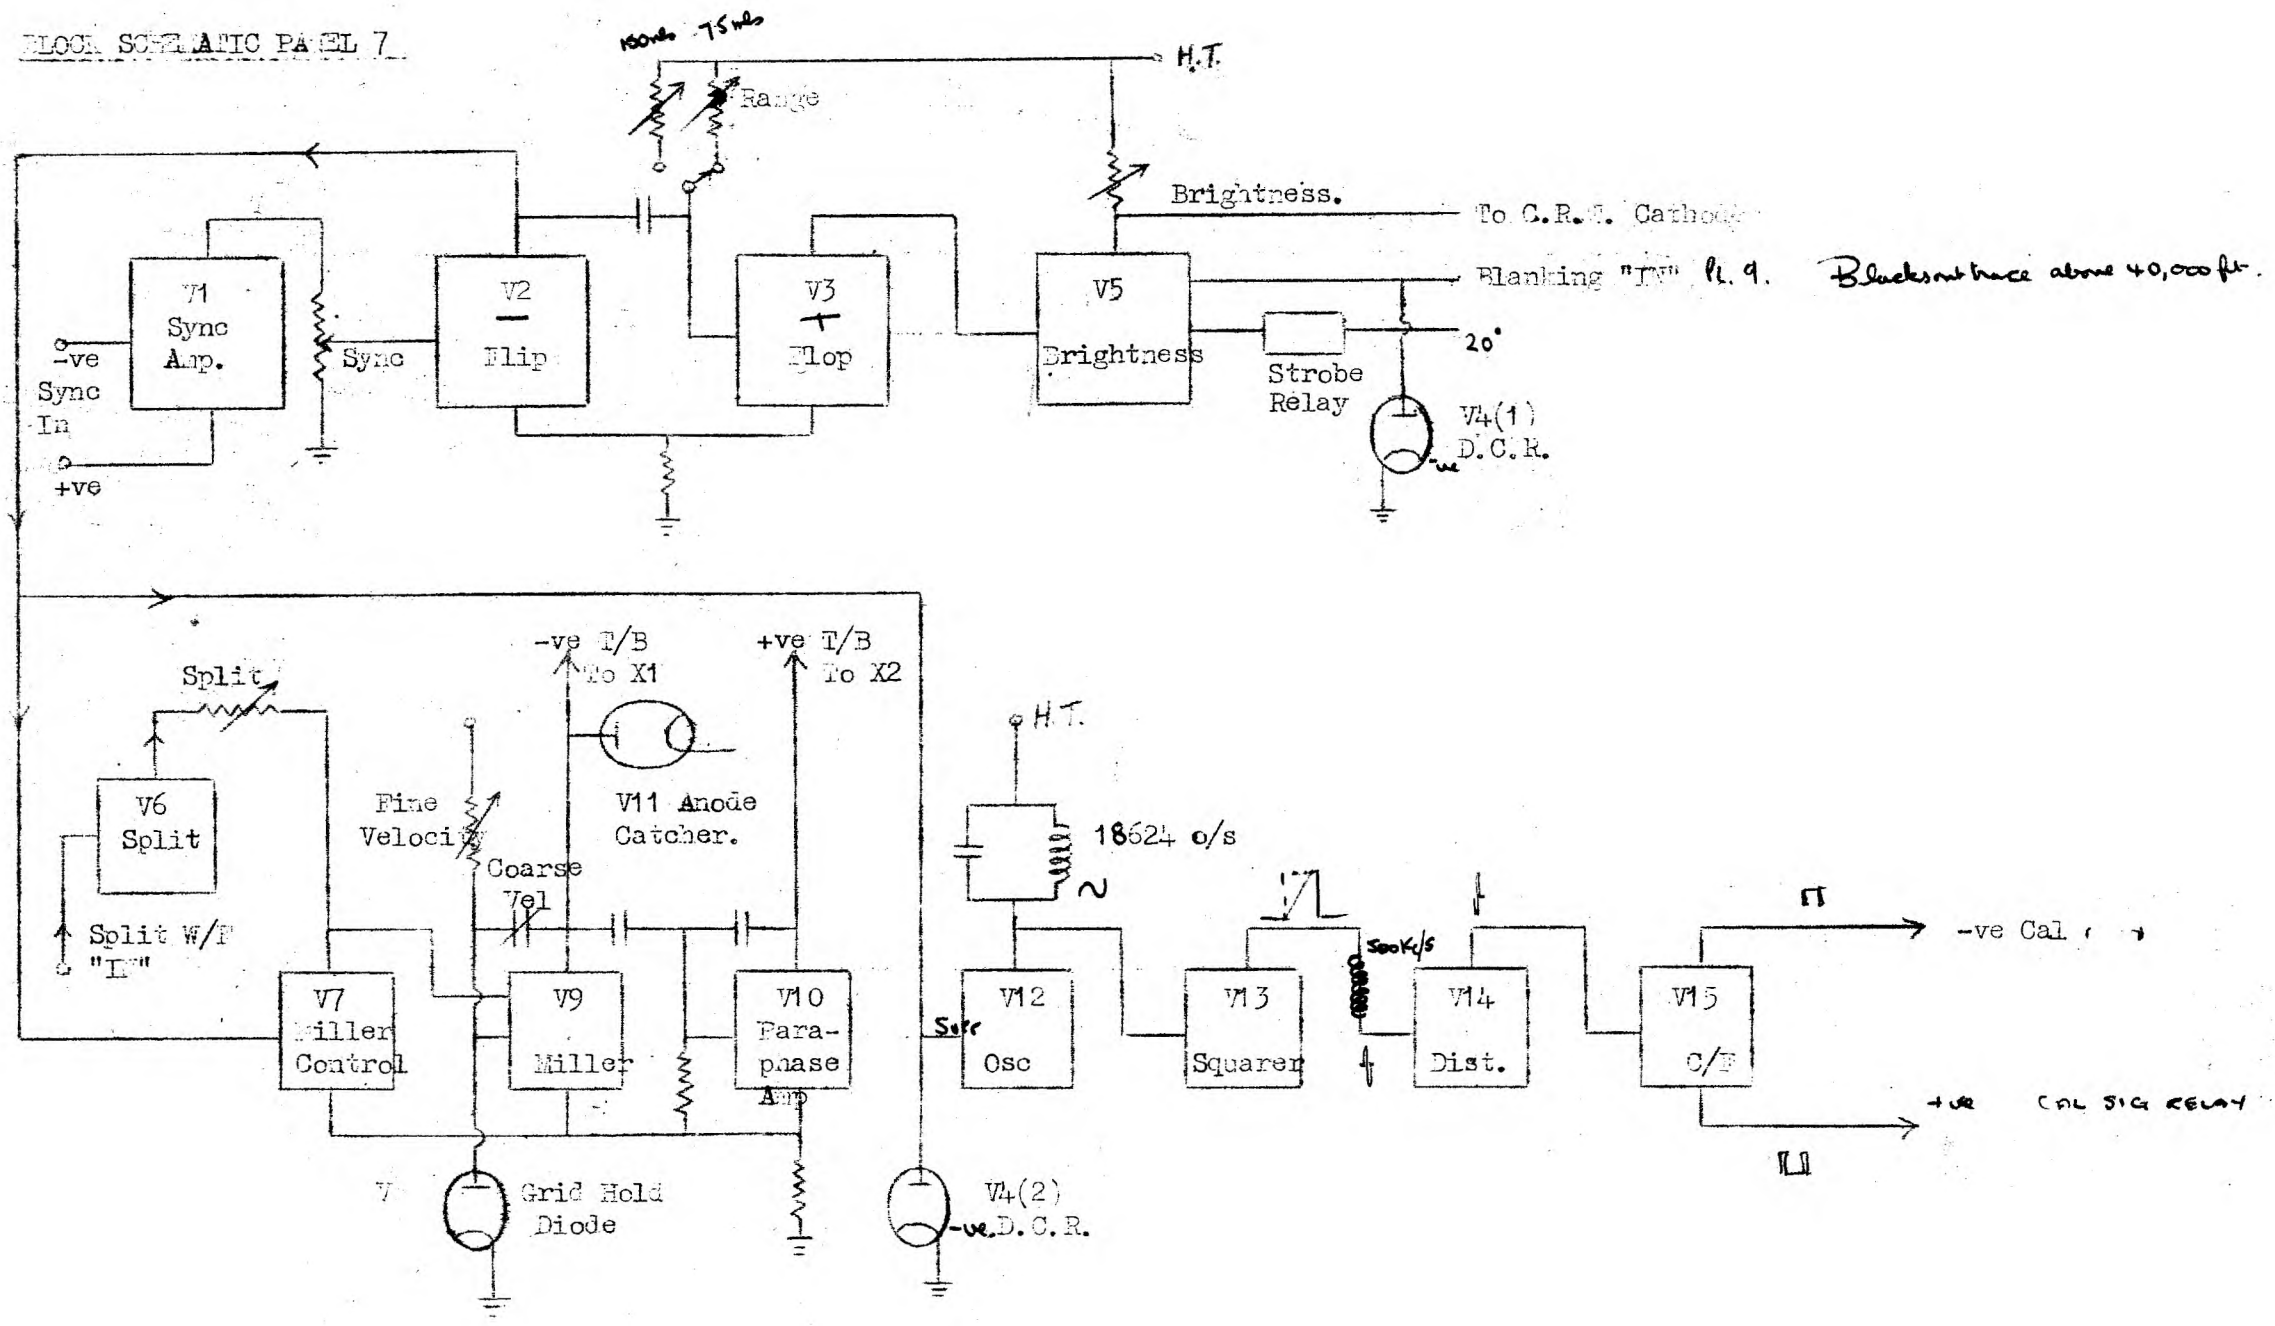 BLOCK SCHEMATIC PANEL 7
150mls 75mls
H.T.
Range
Brightness.
To C.R.T. Cathode
Blanking "IN" Pl. 9. Blacks out trace above 40,000 ft.
V1
Sync
Amp.
-ve
Sync
In
+ve
Sync
V2
–
Flip
V3
+
Flop
V5
Brightness
20°
Strobe
Relay
V4(1)
-ve D.C.R.
-ve T/B
To X1
+ve T/B
To X2
Split
V6
Split
Split W/F
"IN"
Fine
Velocity
Coarse
Vel
V11 Anode
Catcher.
H.T.
18624 c/s
~
500Kc/s
V7
Miller
Control
V9
Miller
V10
Para-
phase
Amp
Supr
V12
Osc
V13
Squarer
V14
Dist.
V15
C/F
-ve Cal
+ve CAL SIG RELAY
V
Grid Hold
Diode
V4(2)
-ve.D.C.R.